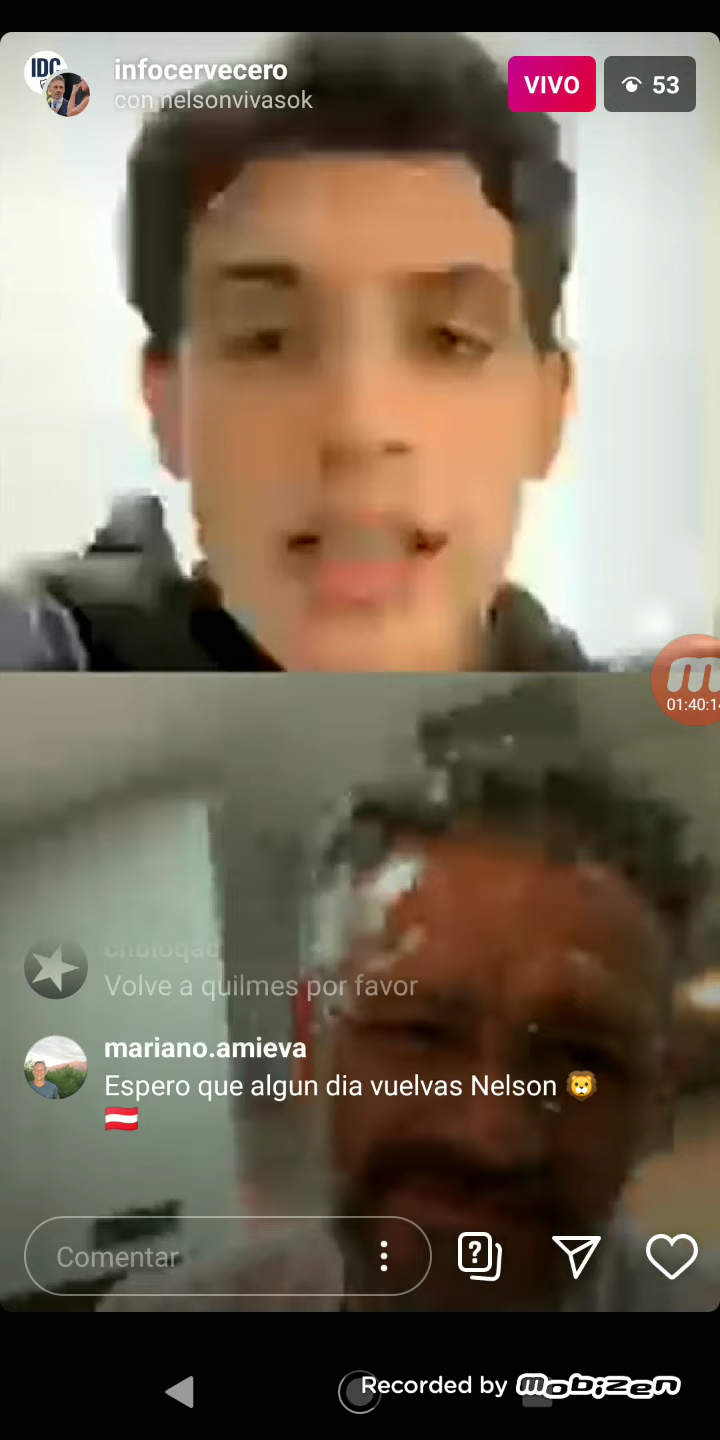 IDC
infocervecero
con nelsonvivasok
VIVO
53
01:40:14
Volve a quilmes por favor
mariano.amieva
Espero que algun dia vuelvas Nelson 🦁
🇦🇹
Comentar
Recorded by mobizen